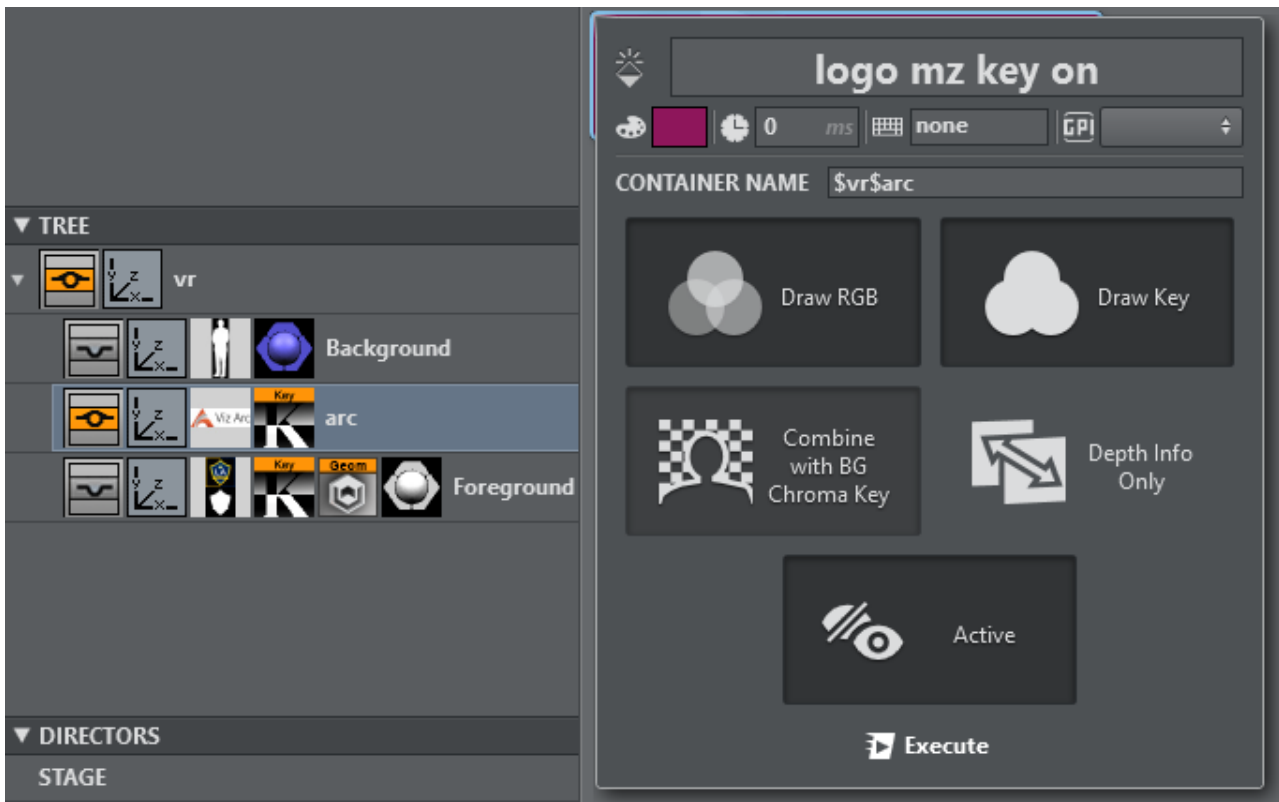 logo mz key on
0 ms
none
GPI
CONTAINER NAME $vr$arc
TREE
vr
Background
Viz Arc
Key
arc
Key
Geom
Foreground
Draw RGB
Draw Key
Combine
with BG
Chroma Key
Depth Info
Only
Active
Execute
DIRECTORS
STAGE